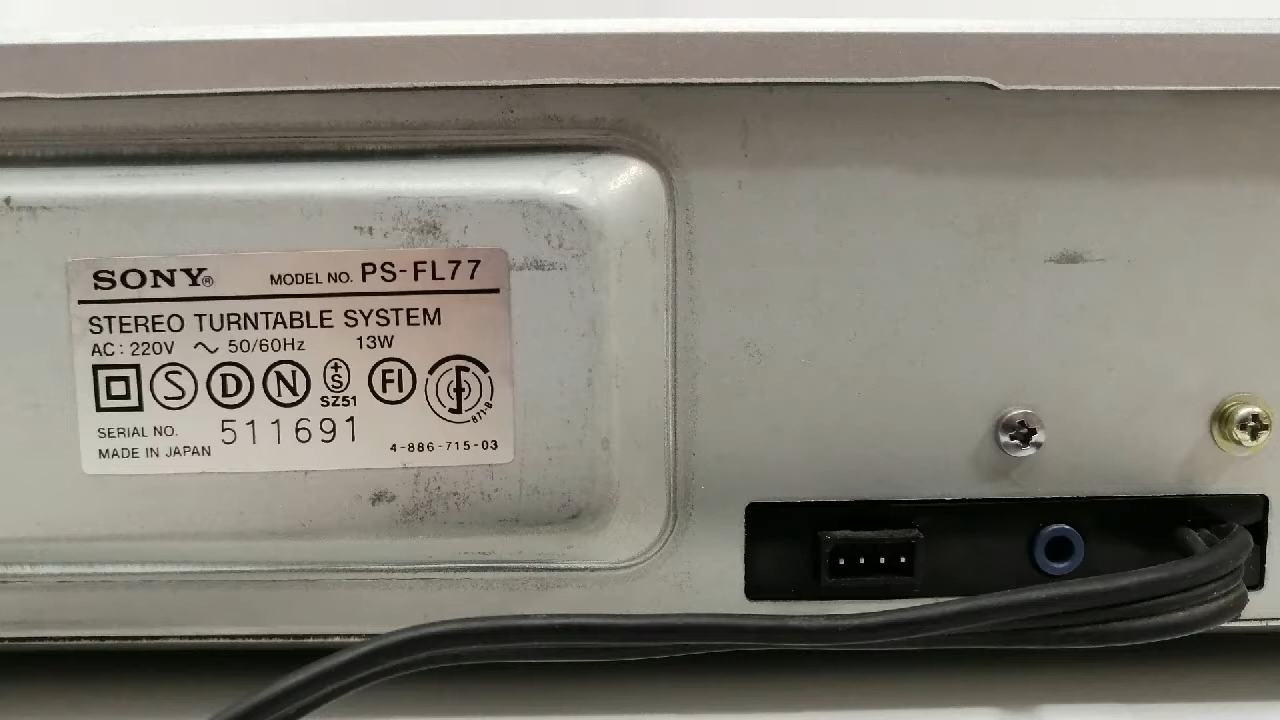 SONY® MODEL NO. PS-FL77
STEREO TURNTABLE SYSTEM
AC: 220V ~ 50/60Hz 13W
S D N +S FI S
SZ51 871-B
SERIAL NO. 511691
MADE IN JAPAN 4-886-715-03